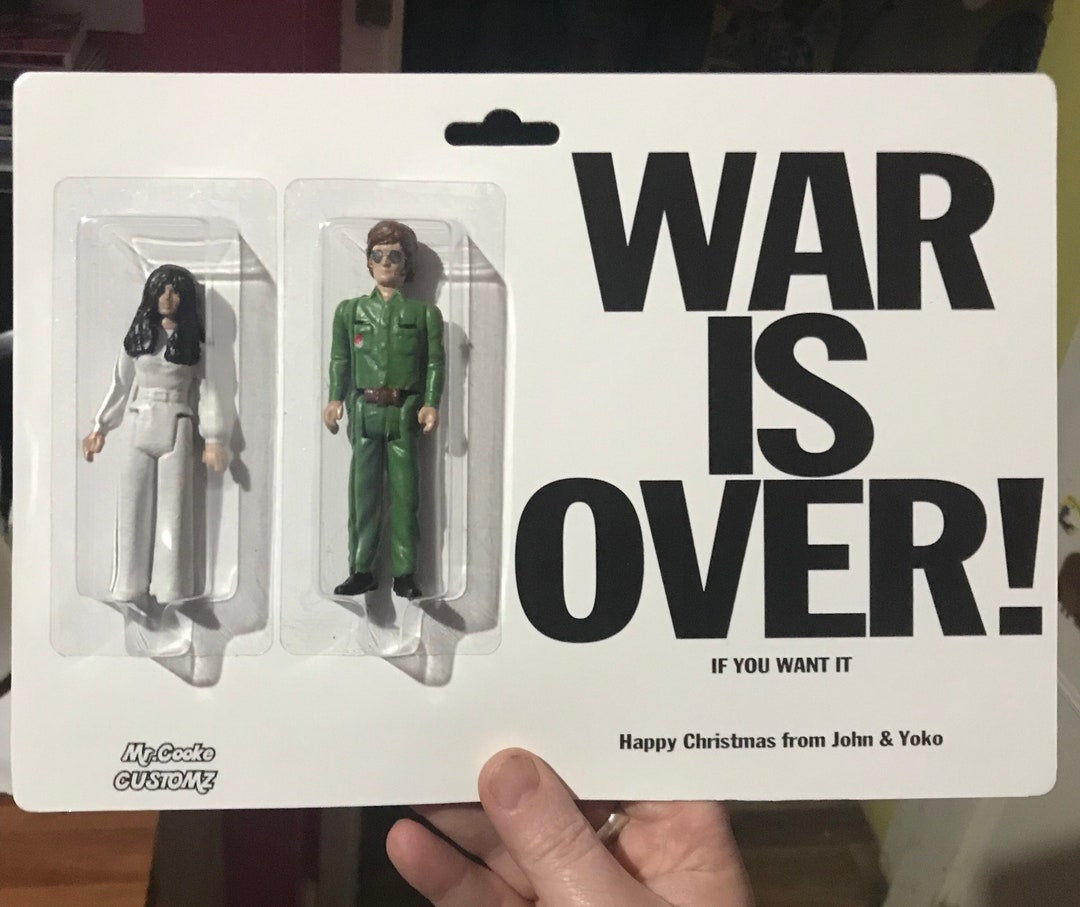 WAR
IS
OVER!
IF YOU WANT IT
Happy Christmas from John & Yoko
Mr.Cooke
CUSTOMZ